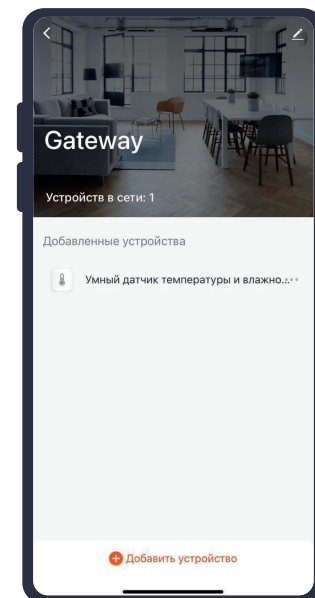 Gateway
Устройств в сети: 1
Добавленные устройства
Умный датчик температуры и влажно...
Добавить устройство